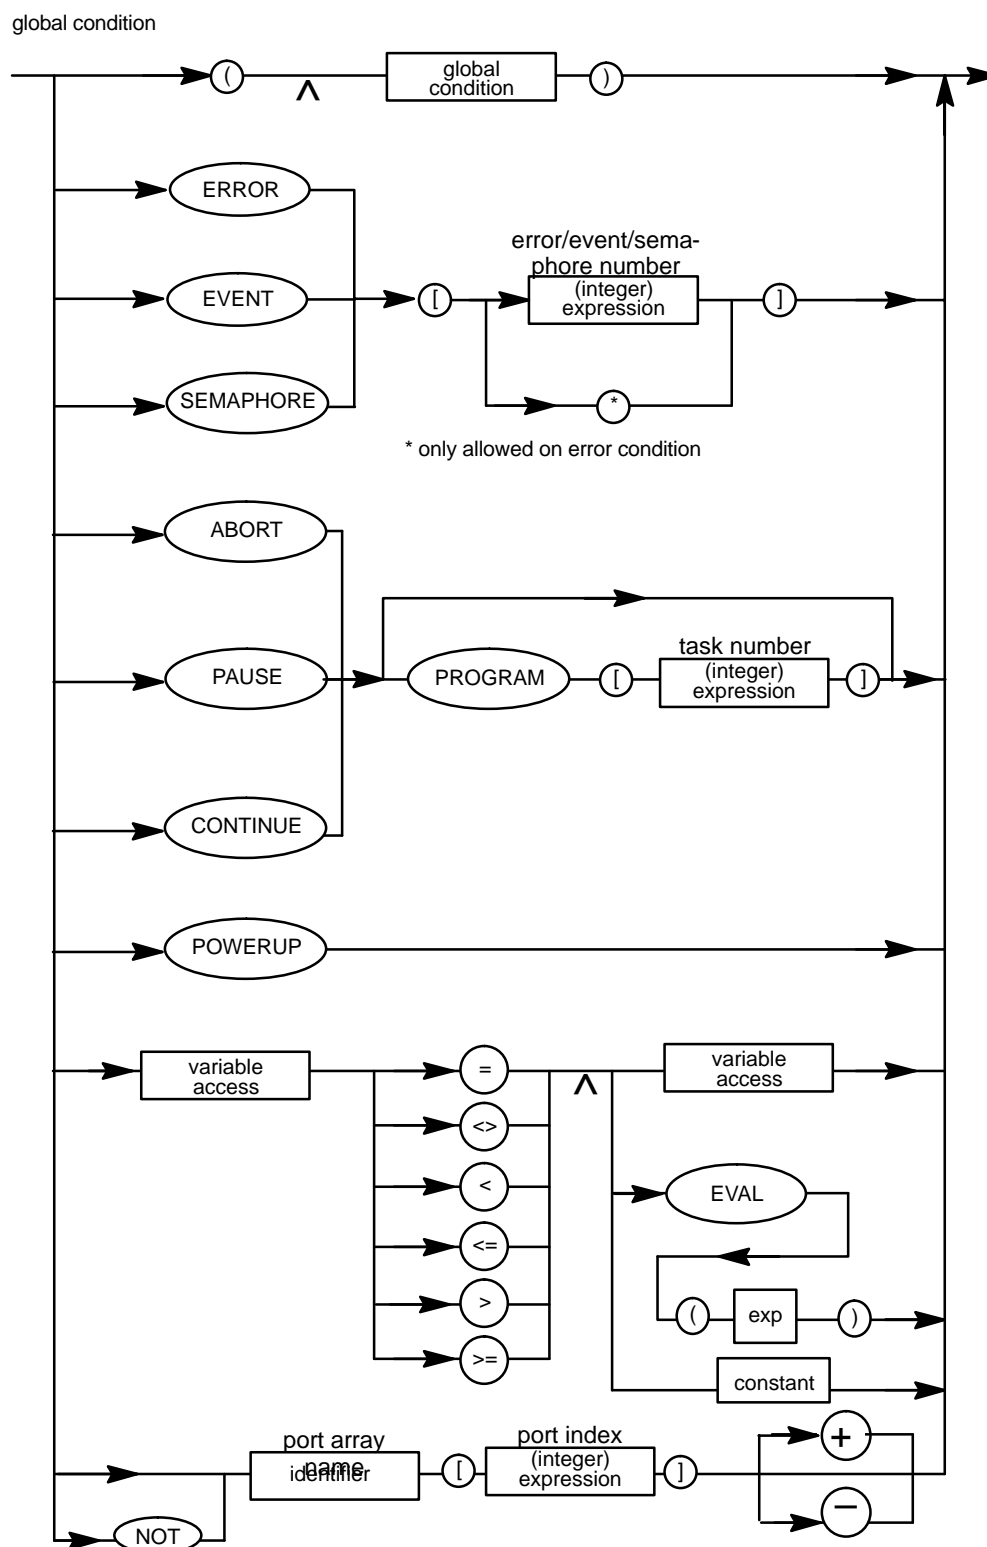 global condition
(
^
global
condition
)
ERROR
error/event/sema-
phore number
EVENT
[
(integer)
expression
]
SEMAPHORE
*
* only allowed on error condition
ABORT
task number
PAUSE
PROGRAM
[
(integer)
expression
]
CONTINUE
POWERUP
variable
access
=
^
variable
access
<>
<
EVAL
<=
>
(
exp
)
>=
constant
port array
name
identifier
[
port index
(integer)
expression
]
+
−
NOT